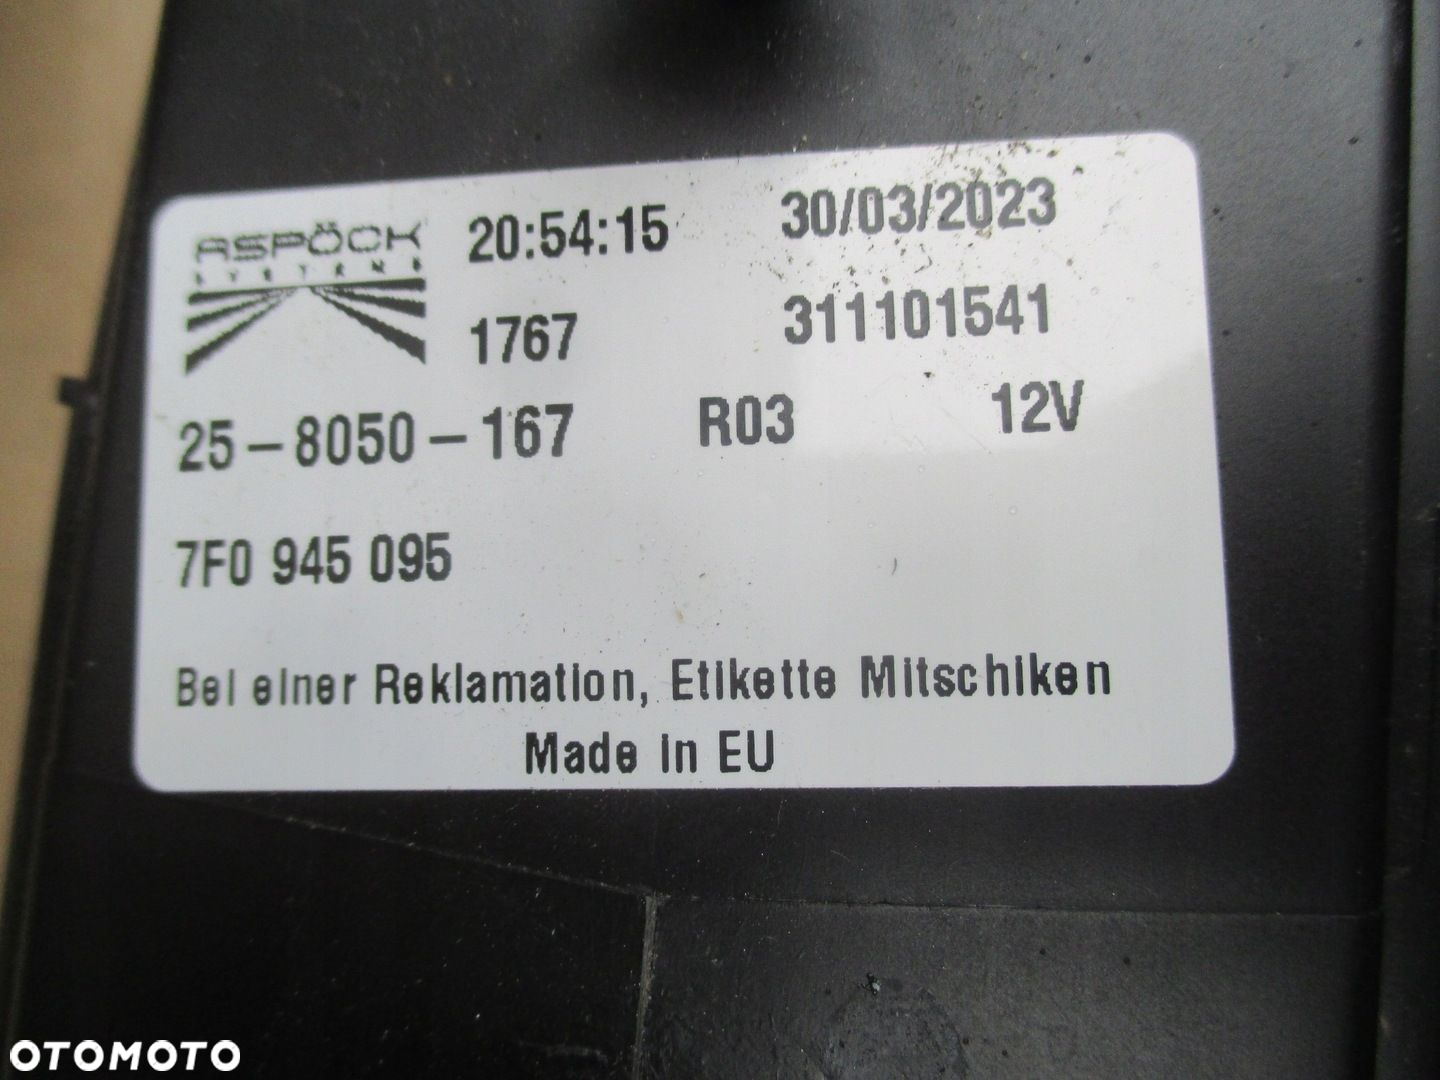 ASPÖCK
SYSTEMS
20:54:15 30/03/2023
1767 311101541
25-8050-167 R03 12V
7F0 945 095
Bei einer Reklamation, Etikette Mitschiken
Made in EU
OTOMOTO